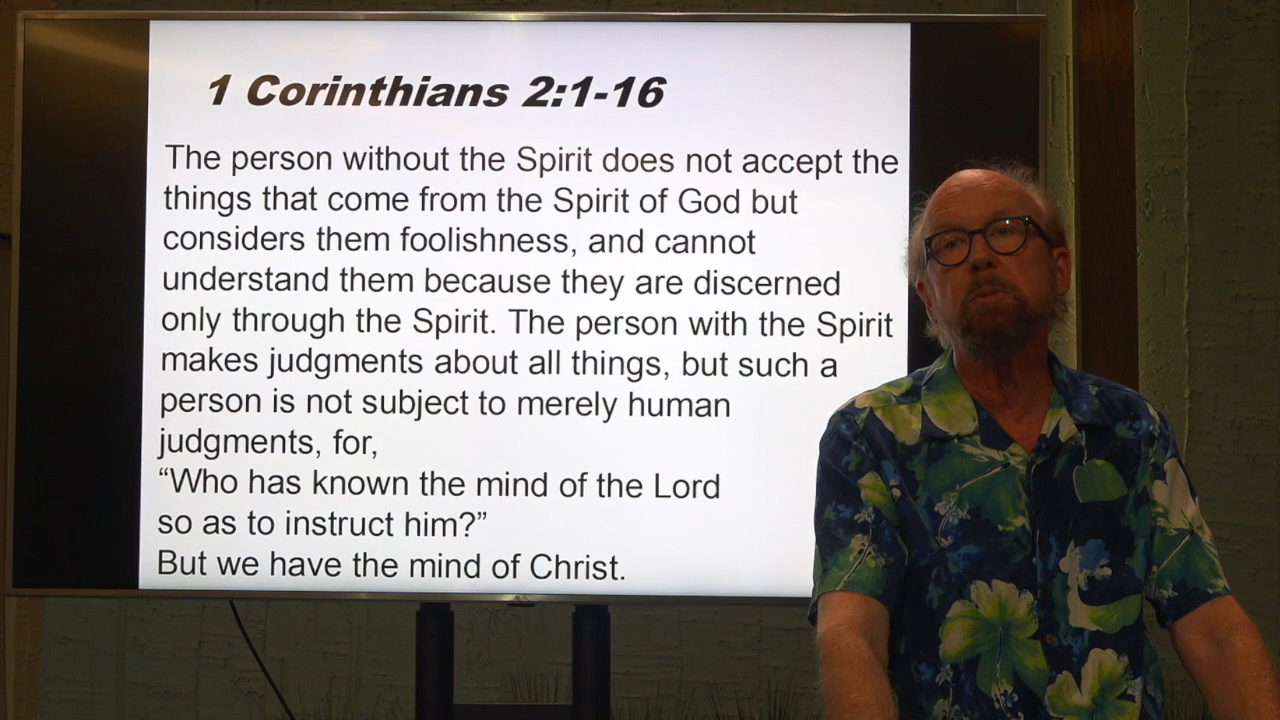 1 Corinthians 2:1-16
The person without the Spirit does not accept the
things that come from the Spirit of God but
considers them foolishness, and cannot
understand them because they are discerned
only through the Spirit. The person with the Spirit
makes judgments about all things, but such a
person is not subject to merely human
judgments, for,
“Who has known the mind of the Lord
so as to instruct him?”
But we have the mind of Christ.